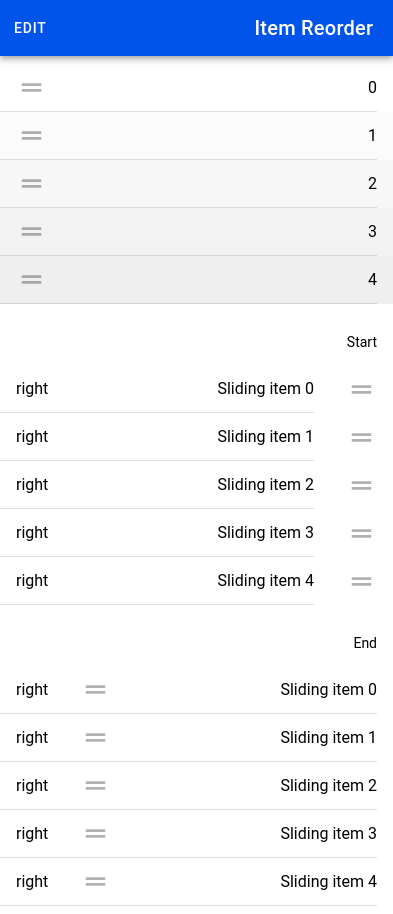 EDIT Item Reorder
0
1
2
3
4
Start
right Sliding item 0
right Sliding item 1
right Sliding item 2
right Sliding item 3
right Sliding item 4
End
right Sliding item 0
right Sliding item 1
right Sliding item 2
right Sliding item 3
right Sliding item 4